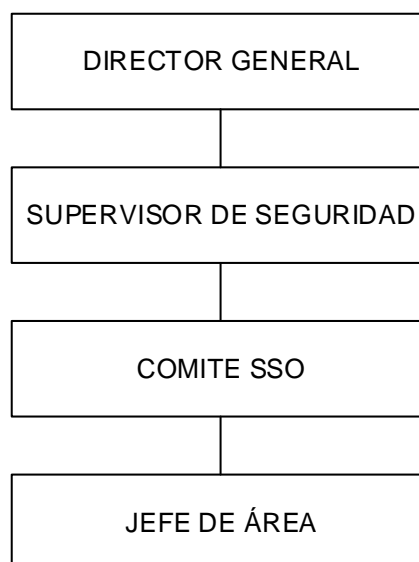 DIRECTOR GENERAL
SUPERVISOR DE SEGURIDAD
COMITE SSO
JEFE DE ÁREA